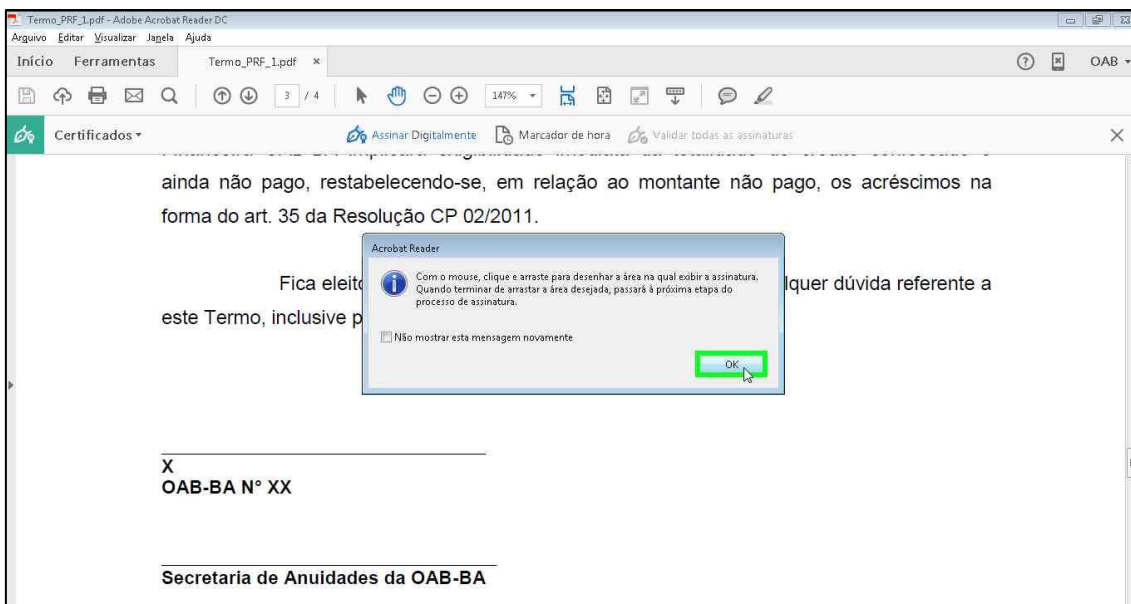 Termo_PRF_1.pdf - Adobe Acrobat Reader DC
Arquivo Editar Visualizar Janela Ajuda
Início Ferramentas Termo_PRF_1.pdf × OAB
3 / 4 147%
Certificados Assinar Digitalmente Marcador de hora Validar todas as assinaturas
ainda não pago, restabelecendo-se, em relação ao montante não pago, os acréscimos na
forma do art. 35 da Resolução CP 02/2011.
Acrobat Reader
Com o mouse, clique e arraste para desenhar a área na qual exibir a assinatura.
Quando terminar de arrastar a área desejada, passará à próxima etapa do
processo de assinatura.
Não mostrar esta mensagem novamente
OK
Fica eleito lquer dúvida referente a
este Termo, inclusive p
X
OAB-BA N° XX
Secretaria de Anuidades da OAB-BA